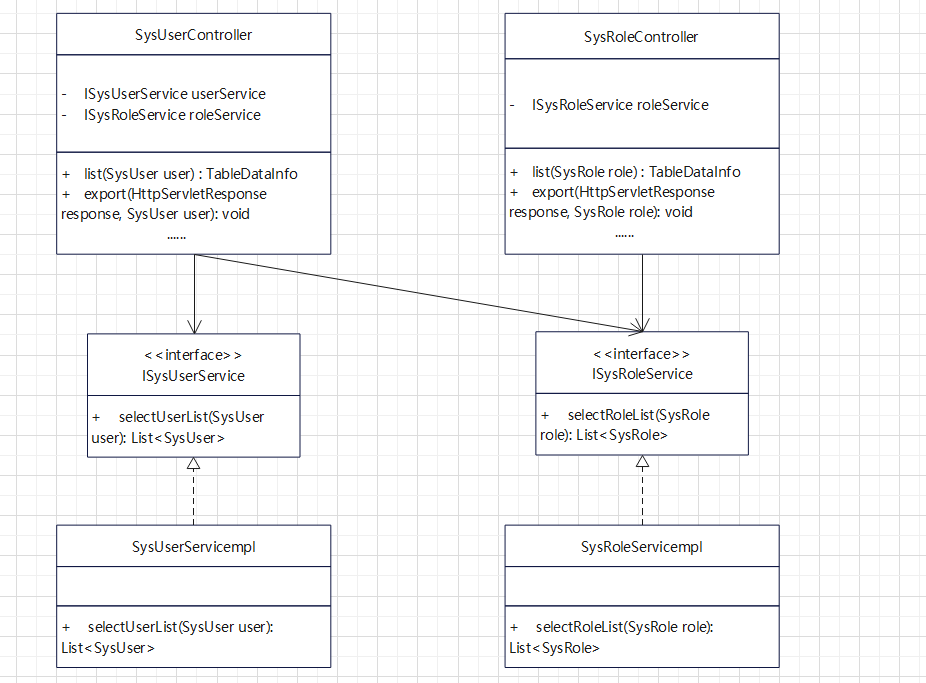 SysUserController
- ISysUserService userService
- ISysRoleService roleService
+ list(SysUser user) : TableDataInfo
+ export(HttpServletResponse
response, SysUser user): void
......
SysRoleController
- ISysRoleService roleService
+ list(SysRole role) : TableDataInfo
+ export(HttpServletResponse
response, SysRole role): void
......
< <interface> >
ISysUserService
+ selectUserList(SysUser
user): List<SysUser>
< <interface> >
ISysRoleService
+ selectRoleList(SysRole
role): List<SysRole>
SysUserServicempl
+ selectUserList(SysUser user):
List<SysUser>
SysRoleServicempl
+ selectRoleList(SysRole role):
List<SysRole>